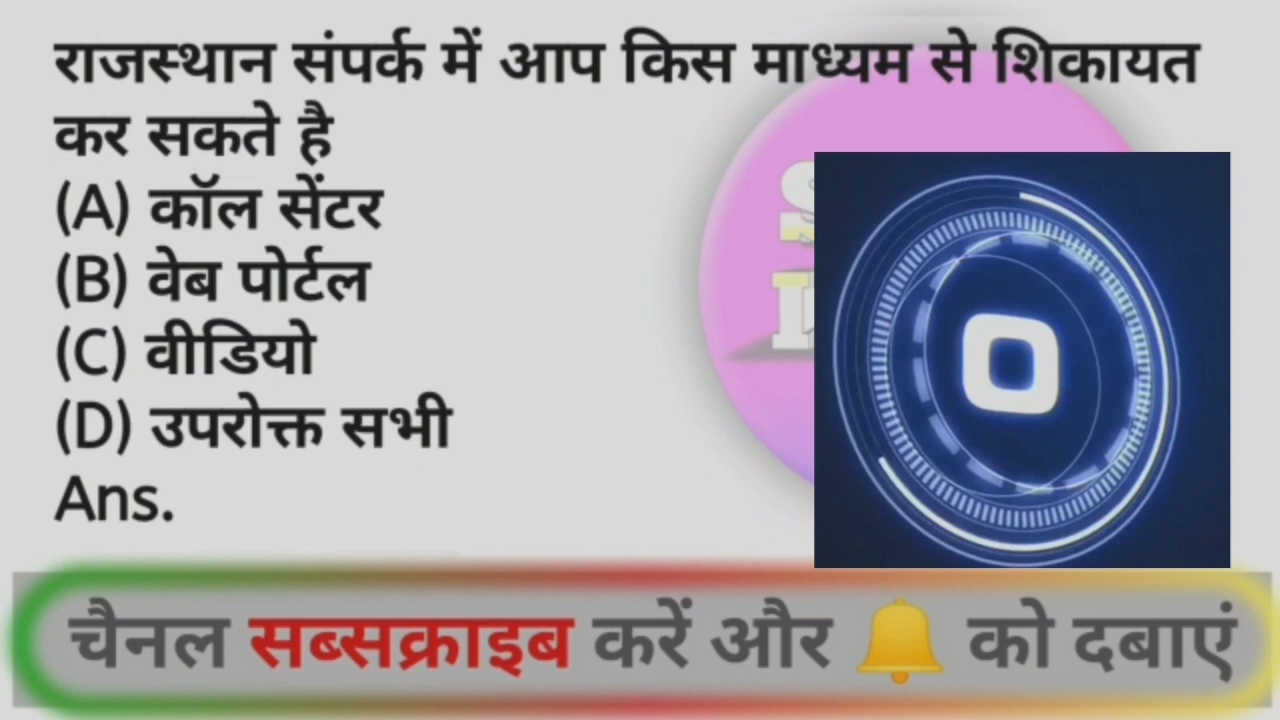 राजस्थान संपर्क में आप किस माध्यम से शिकायत
कर सकते है
(A) कॉल सेंटर
(B) वेब पोर्टल
(C) वीडियो
(D) उपरोक्त सभी
Ans.
चैनल सब्सक्राइब करें और 🔔 को दबाएं